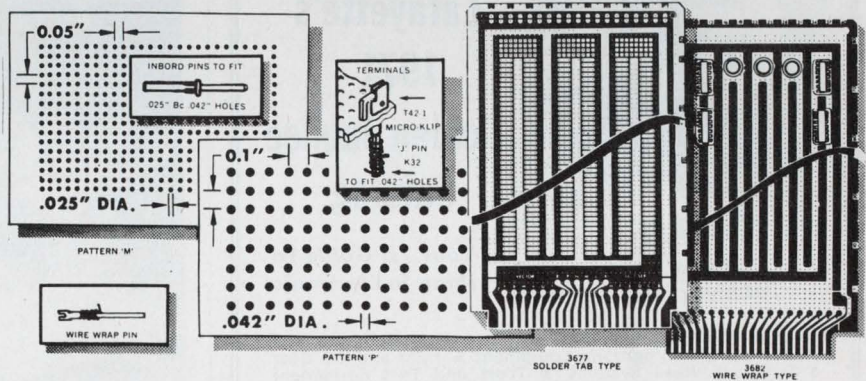 0.05"
INBORD PINS TO FIT
.025" Bc .042" HOLES
.025" DIA.
PATTERN 'M'
WIRE WRAP PIN
TERMINALS
T42-1
MICRO-KLIP
'J' PIN
K32
TO FIT .042" HOLES
0.1"
.042" DIA.
PATTERN 'P'
3677
SOLDER TAB TYPE
3682
WIRE WRAP TYPE